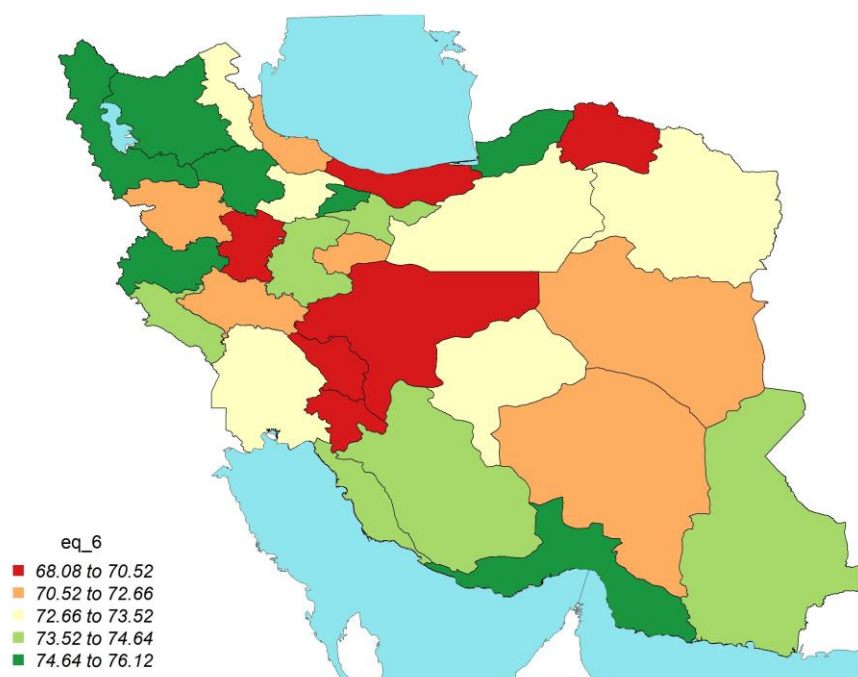 eq_6
68.08 to 70.52
70.52 to 72.66
72.66 to 73.52
73.52 to 74.64
74.64 to 76.12